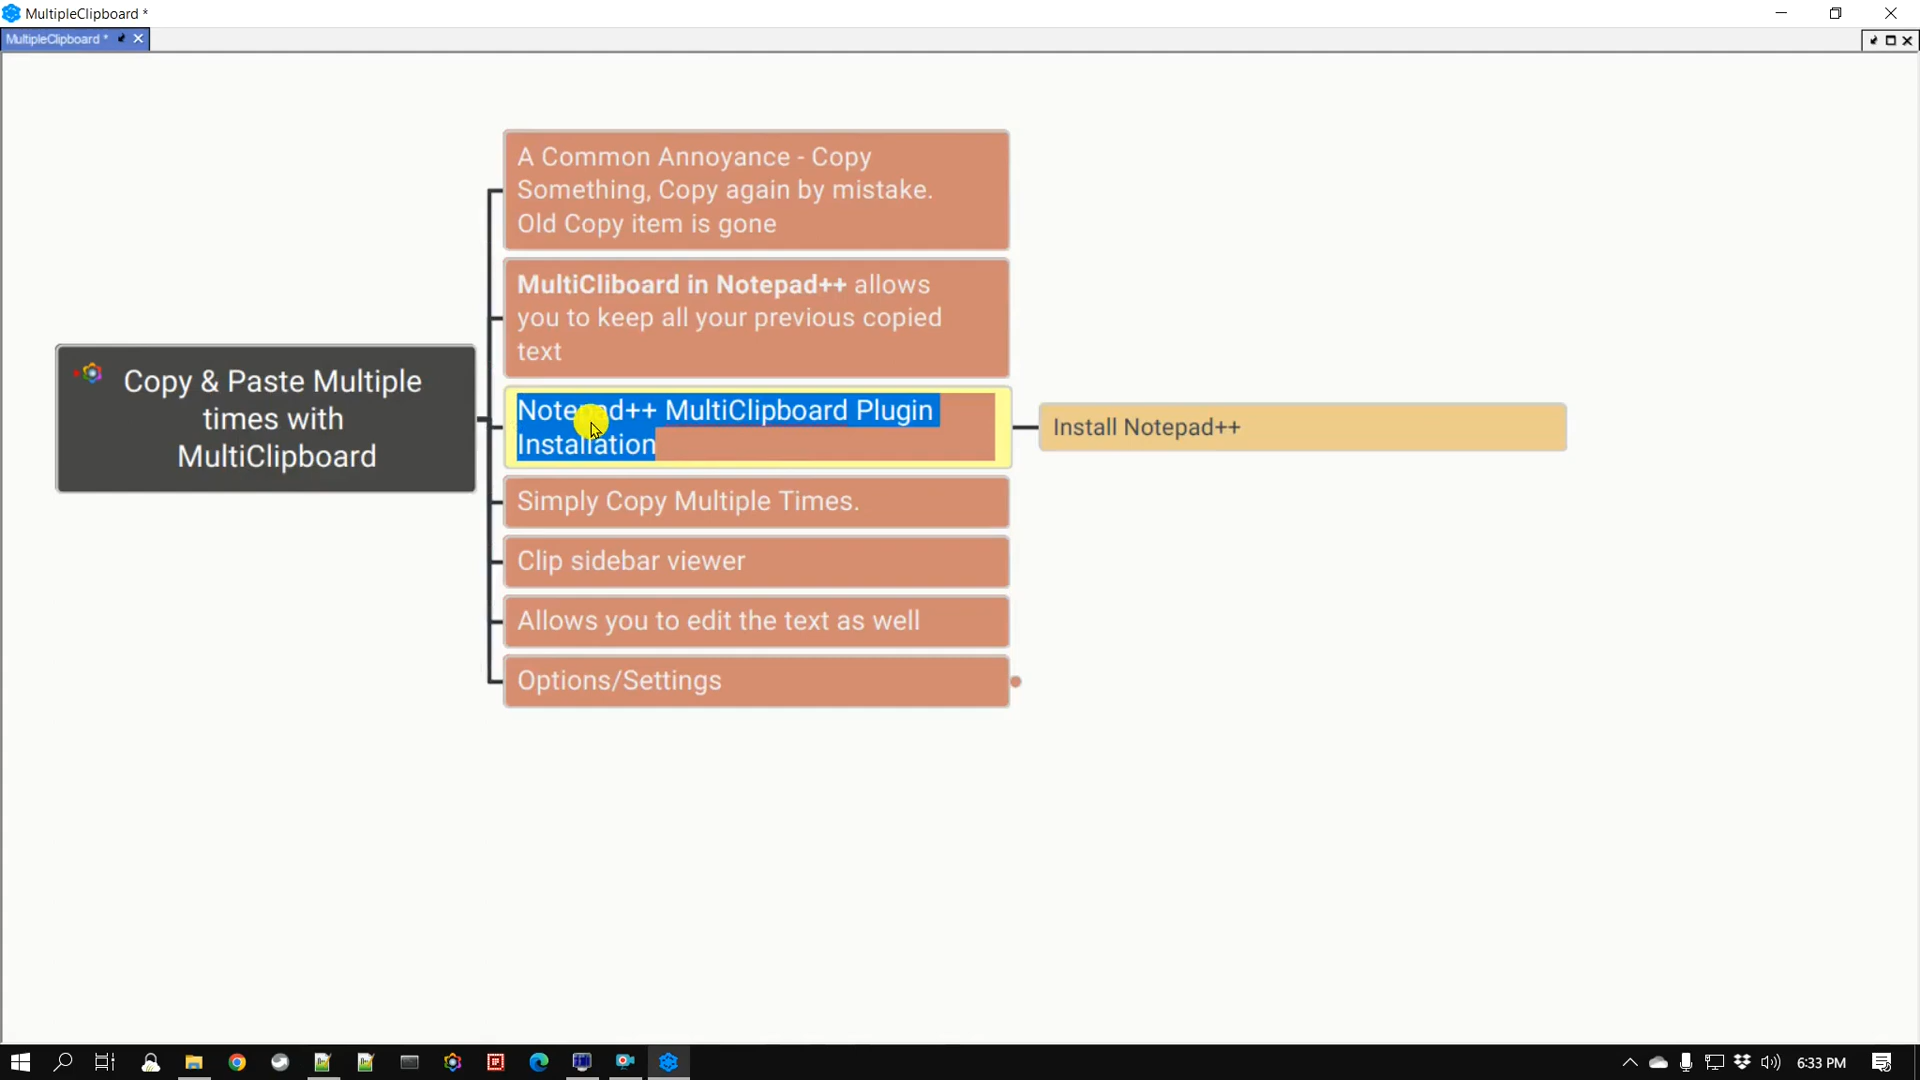 MultipleClipboard *
MultipleClipboard *
A Common Annoyance - Copy
Something, Copy again by mistake.
Old Copy item is gone
MultiCliboard in Notepad++ allows
you to keep all your previous copied
text
Copy & Paste Multiple
times with
MultiClipboard
Notepad++ MultiClipboard Plugin
Installation
Install Notepad++
Simply Copy Multiple Times.
Clip sidebar viewer
Allows you to edit the text as well
Options/Settings
6:33 PM